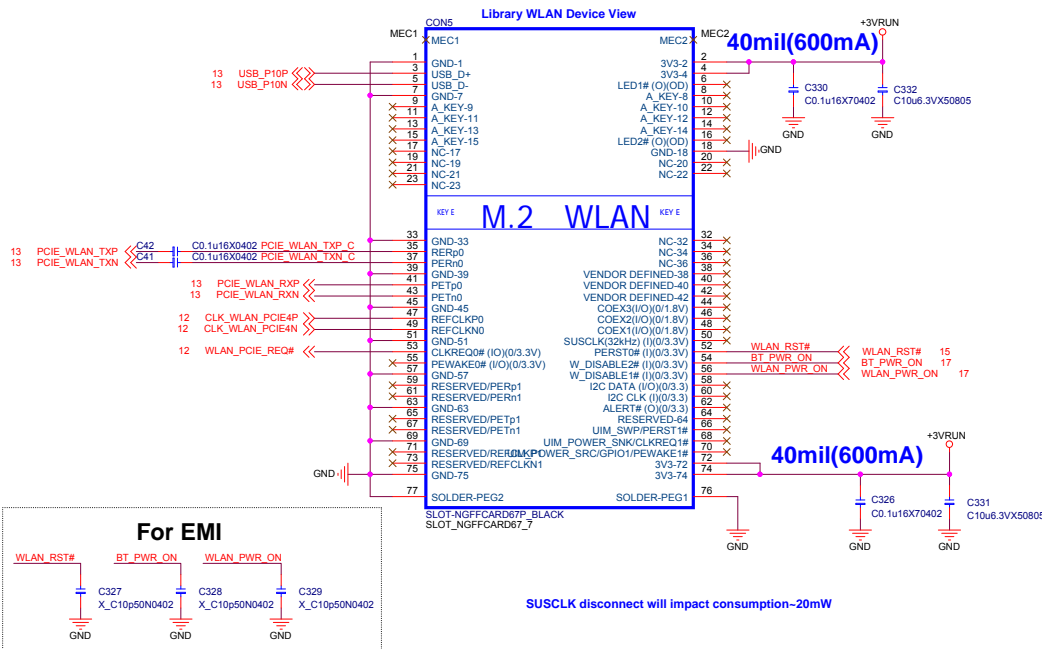 Library WLAN Device View
CON5
MEC1
MEC2
MEC1
MEC2
40mil(600mA)
+3VRUN
1 GND-1
3V3-2 2
13 USB_P10P
3 USB_D+
3V3-4 4
13 USB_P10N
5 USB_D-
LED1# (O)(OD) 6
7 GND-7
A_KEY-8 8
9 A_KEY-9
A_KEY-10 10
11 A_KEY-11
A_KEY-12 12
13 A_KEY-13
A_KEY-14 14
15 A_KEY-15
LED2# (O)(OD) 16
17 NC-17
GND-18 18
GND
19 NC-19
NC-20 20
21 NC-21
NC-22 22
23 NC-23
C330
C0.1u16X70402
GND
C332
C10u6.3VX50805
GND
KEY E
M.2 WLAN
KEY E
33 GND-33
NC-32 32
13 PCIE_WLAN_TXP
C42
C0.1u16X0402
PCIE_WLAN_TXP_C
35 RERp0
NC-34 34
13 PCIE_WLAN_TXN
C41
C0.1u16X0402
PCIE_WLAN_TXN_C
37 PERn0
NC-36 36
39 GND-39
VENDOR DEFINED-38 38
13 PCIE_WLAN_RXP
41 PETp0
VENDOR DEFINED-40 40
13 PCIE_WLAN_RXN
43 PETn0
VENDOR DEFINED-42 42
45 GND-45
COEX3(I/O)(0/1.8V) 44
12 CLK_WLAN_PCIE4P
47 REFCLKP0
COEX2(I/O)(0/1.8V) 46
12 CLK_WLAN_PCIE4N
49 REFCLKN0
COEX1(I/O)(0/1.8V) 48
51 GND-51
SUSCLK(32kHz) (I)(0/3.3V) 50
12 WLAN_PCIE_REQ#
53 CLKREQ0# (IO)(0/3.3V)
PERST0# (I)(0/3.3V) 52
WLAN_RST#
WLAN_RST# 15
55 PEWAKE0# (I/O)(0/3.3V)
W_DISABLE2# (I)(0/3.3V) 54
BT_PWR_ON
BT_PWR_ON 17
57 GND-57
W_DISABLE1# (I)(0/3.3V) 56
WLAN_PWR_ON
WLAN_PWR_ON 17
59 RESERVED/PERp1
I2C DATA (I/O)(0/3.3) 58
61 RESERVED/PERn1
I2C CLK (I)(0/3.3) 60
63 GND-63
ALERT# (O)(0/3.3) 62
65 RESERVED/PETp1
RESERVED-64 64
67 RESERVED/PETn1
UIM_SWP/PERST1# 66
69 GND-69
UIM_POWER_SNK/CLKREQ1# 68
71 RESERVED/REFCLKP1
UIM_POWER_SRC/GPIO1/PEWAKE1# 70
73 RESERVED/REFCLKN1
3V3-72 72
GND
75 GND-75
3V3-74 74
77 SOLDER-PEG2
SOLDER-PEG1 76
SLOT-NGFFCARD67P_BLACK
SLOT_NGFFCARD67_7
40mil(600mA)
+3VRUN
C326
C0.1u16X70402
C331
C10u6.3VX50805
GND
GND
GND
For EMI
WLAN_RST#
BT_PWR_ON
WLAN_PWR_ON
C327
X_C10p50N0402
C328
X_C10p50N0402
C329
X_C10p50N0402
GND
GND
GND
SUSCLK disconnect will impact consumption~20mW